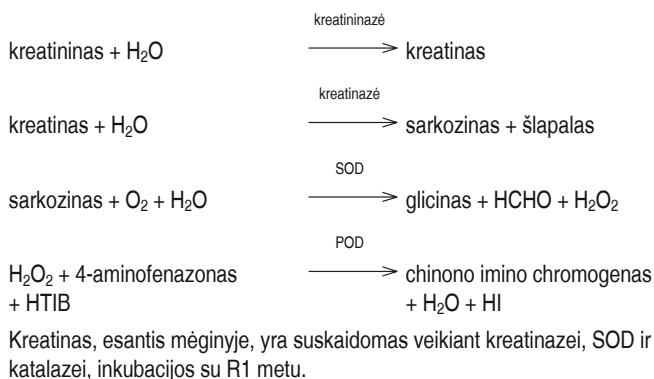 kreatininazė
kreatininas + H₂O → kreatinas
kreatinazė
kreatinas + H₂O → sarkozinas + šlapalas
SOD
sarkozinas + O₂ + H₂O → glicinas + HCHO + H₂O₂
POD
H₂O₂ + 4-aminofenazonas → chinono imino chromogenas
+ HTIB + H₂O + HI
Kreatinas, esantis mėginyje, yra suskaidomas veikiant kreatinazei, SOD ir
katalazei, inkubacijos su R1 metu.